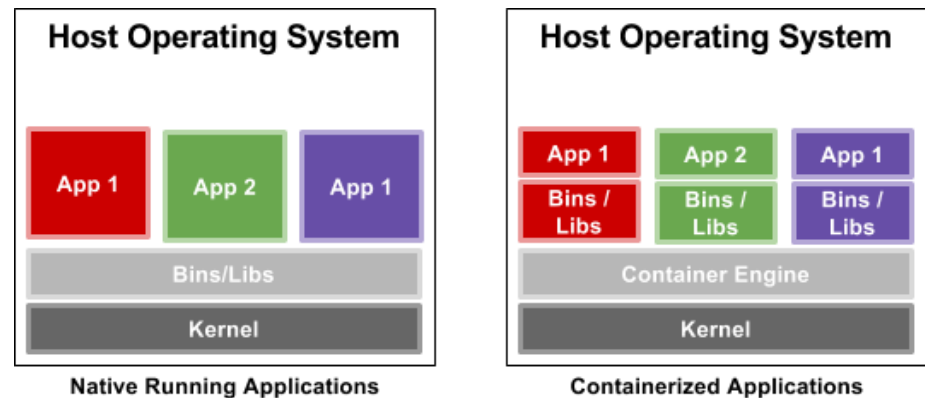 Host Operating System
App 1
App 2
App 1
Bins/Libs
Kernel
Native Running Applications
Host Operating System
App 1
App 2
App 1
Bins /
Libs
Bins /
Libs
Bins /
Libs
Container Engine
Kernel
Containerized Applications